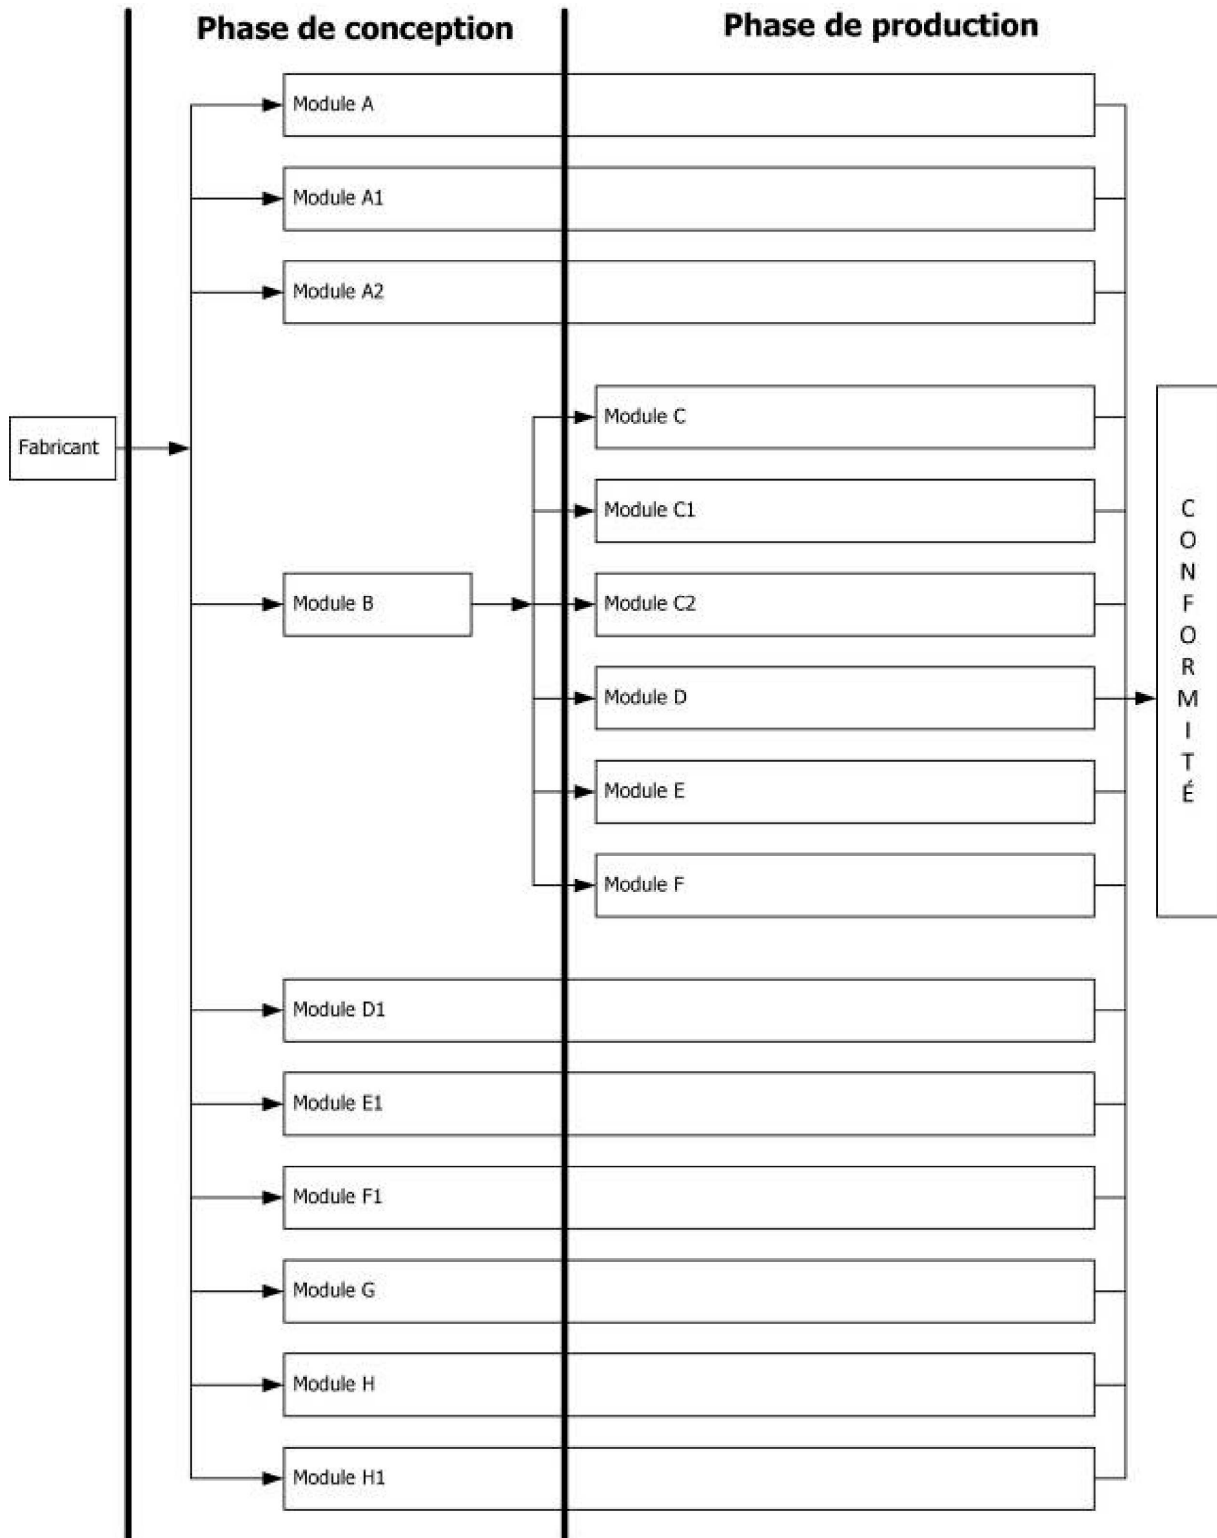 Phase de conception
Phase de production
Module A
Module A1
Module A2
Fabricant
Module B
Module C
Module C1
Module C2
Module D
Module E
Module F
CONFORMITÉ
Module D1
Module E1
Module F1
Module G
Module H
Module H1